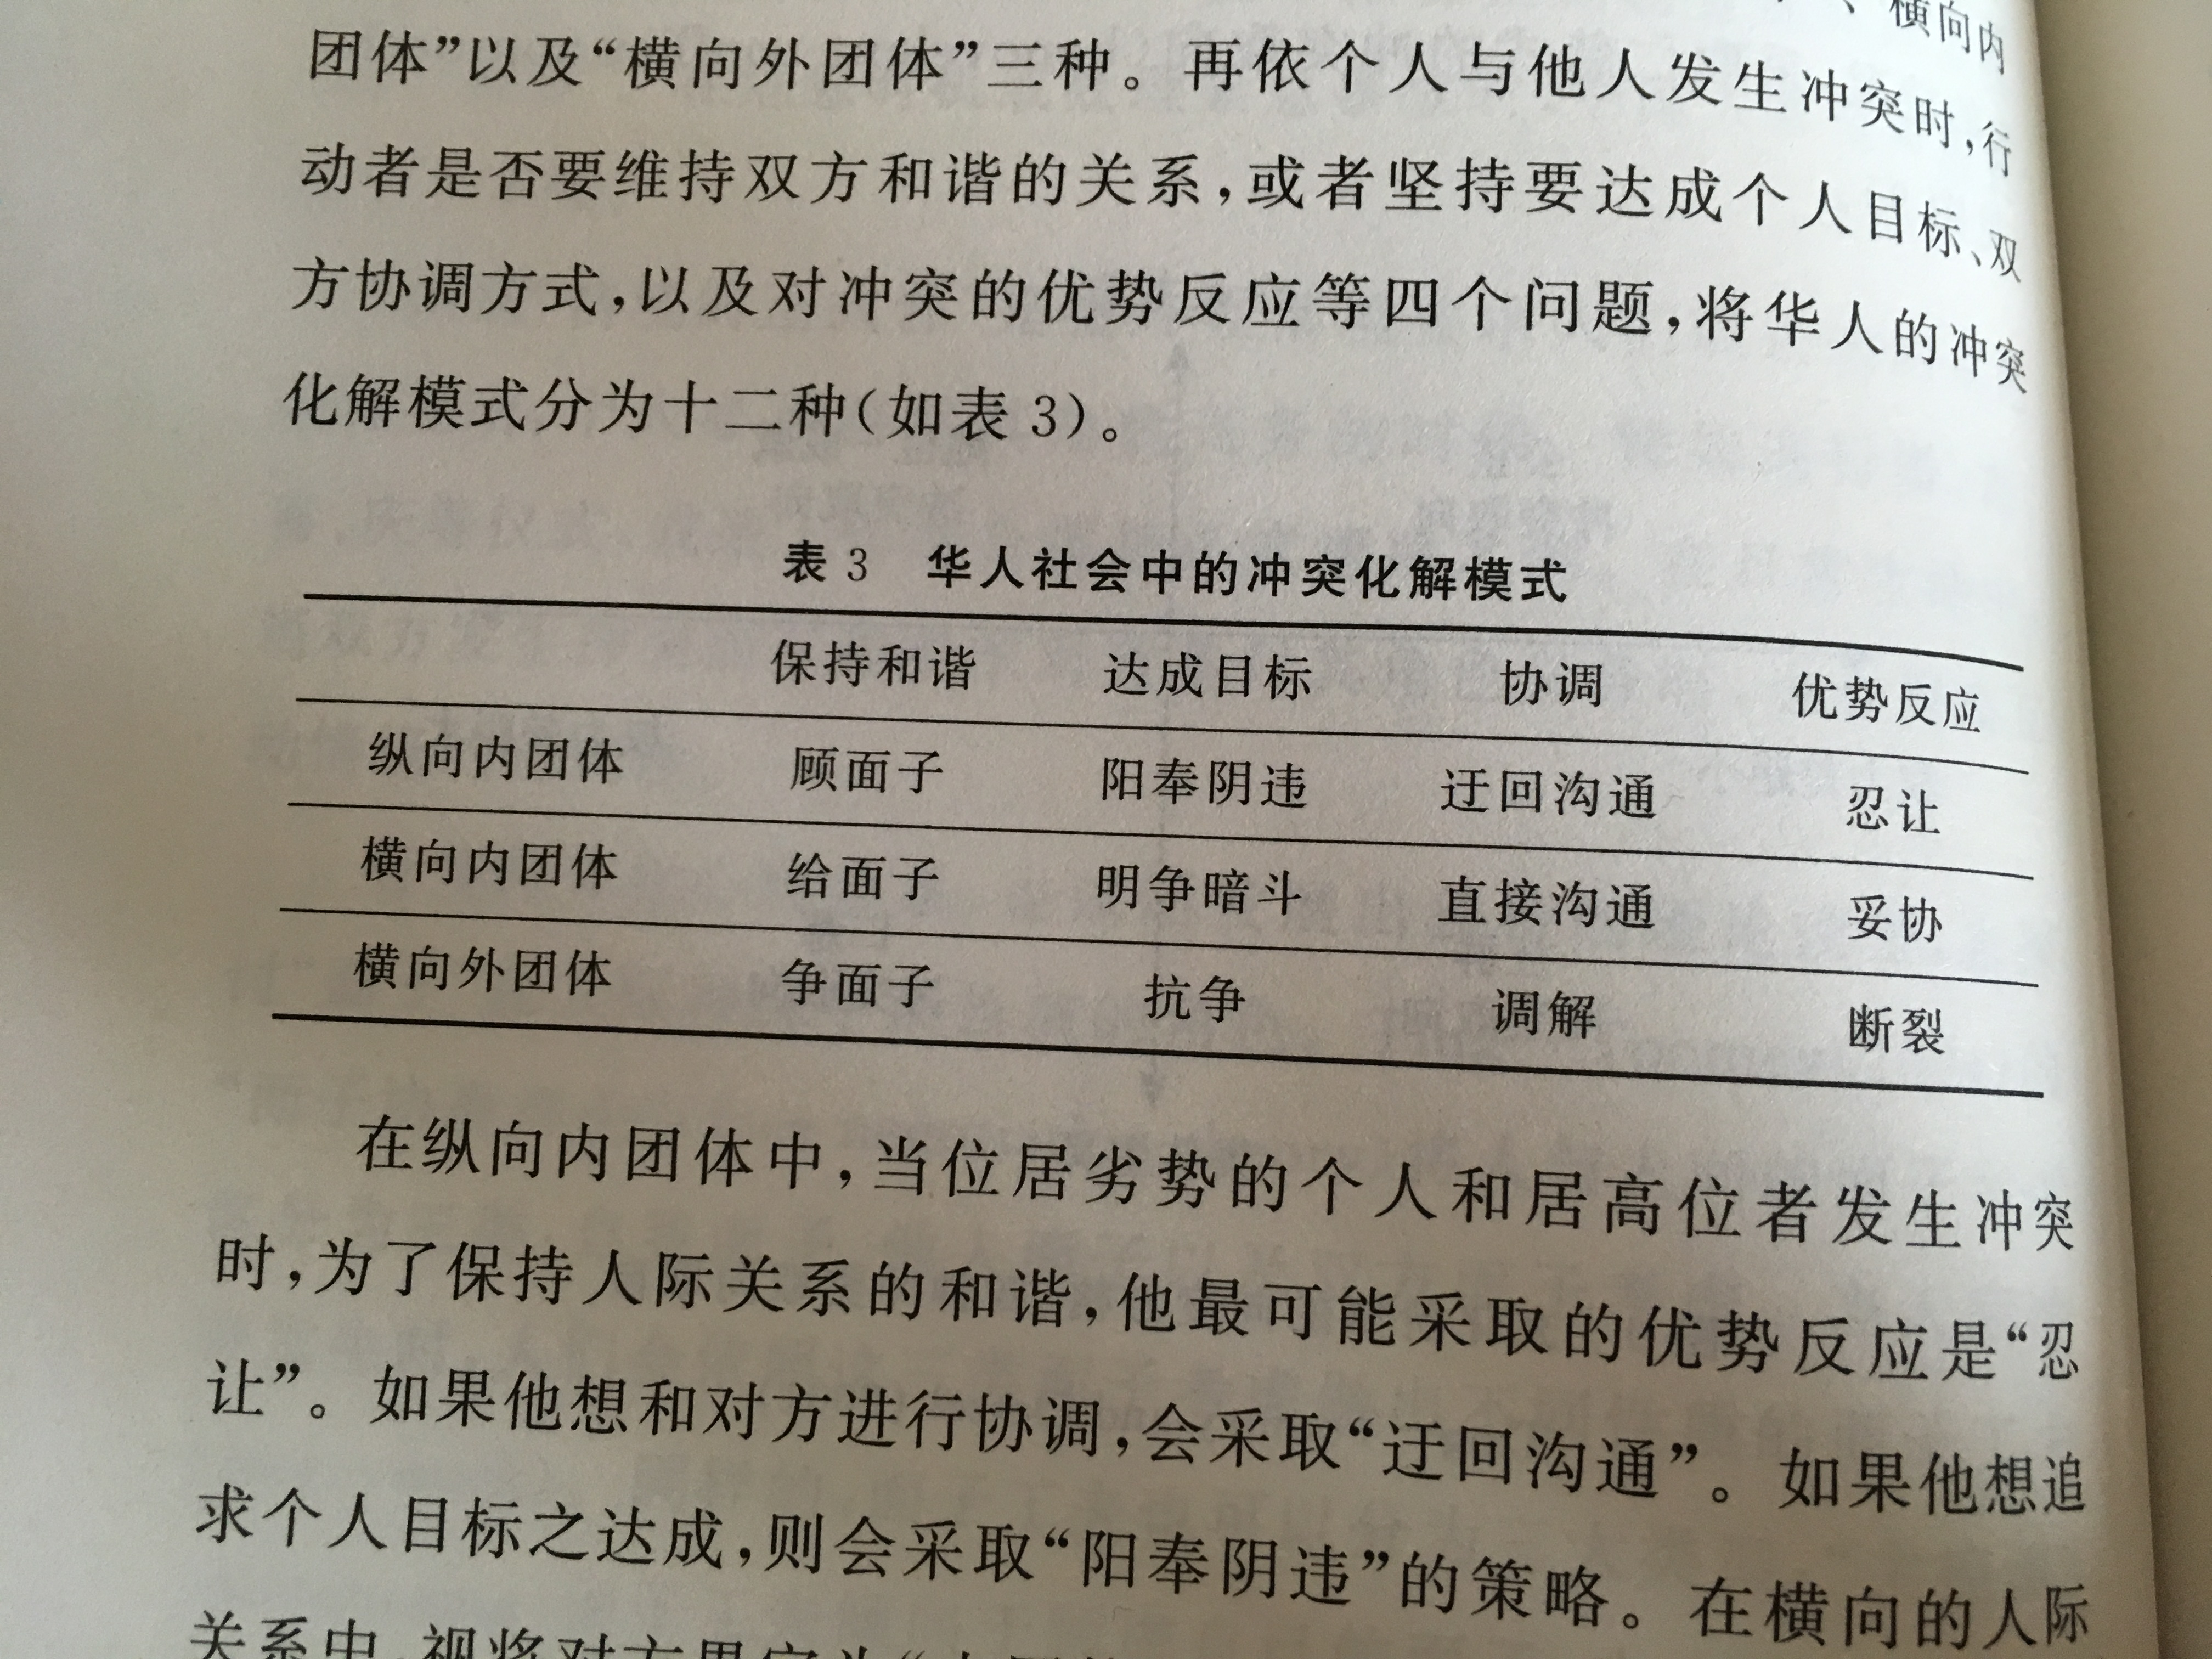 、横向内
团体”以及“横向外团体”三种。再依个人与他人发生冲突时,行
动者是否要维持双方和谐的关系,或者坚持要达成个人目标、双
方协调方式,以及对冲突的优势反应等四个问题,将华人的冲突
化解模式分为十二种(如表 3)。
表 3 华人社会中的冲突化解模式
保持和谐 达成目标 协调 优势反应
纵向内团体 顾面子 阳奉阴违 迂回沟通 忍让
横向内团体 给面子 明争暗斗 直接沟通 妥协
横向外团体 争面子 抗争 调解 断裂
在纵向内团体中,当位居劣势的个人和居高位者发生冲突
时,为了保持人际关系的和谐,他最可能采取的优势反应是“忍
让”。如果他想和对方进行协调,会采取“迂回沟通”。如果他想追
求个人目标之达成,则会采取“阳奉阴违”的策略。在横向的人际
关系中,视将对方界定为“